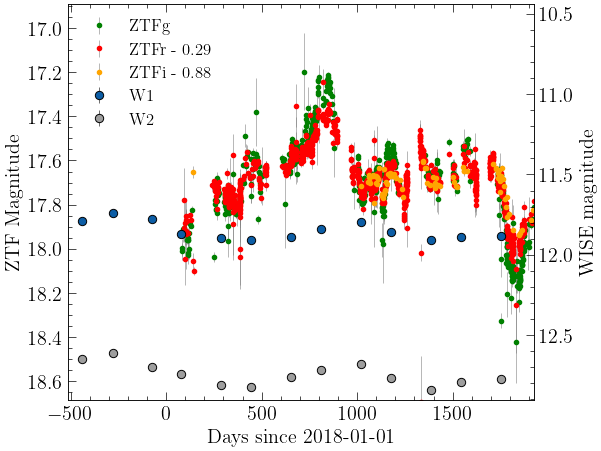 ZTFg
ZTFr - 0.29
ZTFi - 0.88
W1
W2
17.0
17.2
17.4
17.6
17.8
18.0
18.2
18.4
18.6
ZTF Magnitude
10.5
11.0
11.5
12.0
12.5
WISE magnitude
−500
0
500
1000
1500
Days since 2018-01-01